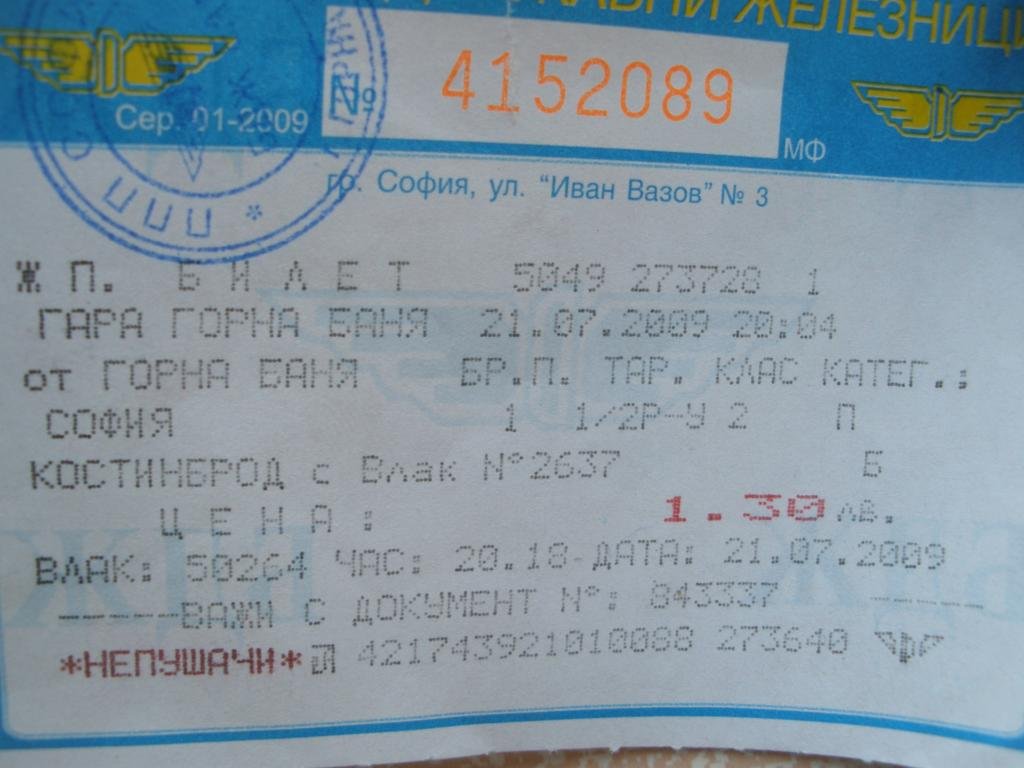 ЖЕЛЕЗНИЦИ
Сер. 01-2009 № 4152089 МФ
гр. София, ул. "Иван Вазов" № 3
ЖП. БИЛЕТ 5049 273728 1
ГАРА ГОРНА БАНЯ 21.07.2009 20:04
от ГОРНА БАНЯ БР.П. ТАР. КЛАС КАТЕГ.:
СОФИЯ 1 1/2Р-У 2 П
КОСТИНБРОД с Влак N°2637 Б
ЦЕНА: 1.30 лв.
ВЛАК: 50264 ЧАС: 20.18 ДАТА: 21.07.2009
------ВАЖИ С ДОКУМЕНТ N°: 843337 ------
*НЕПУШАЧИ* 421743921010088 273640
БДЖ